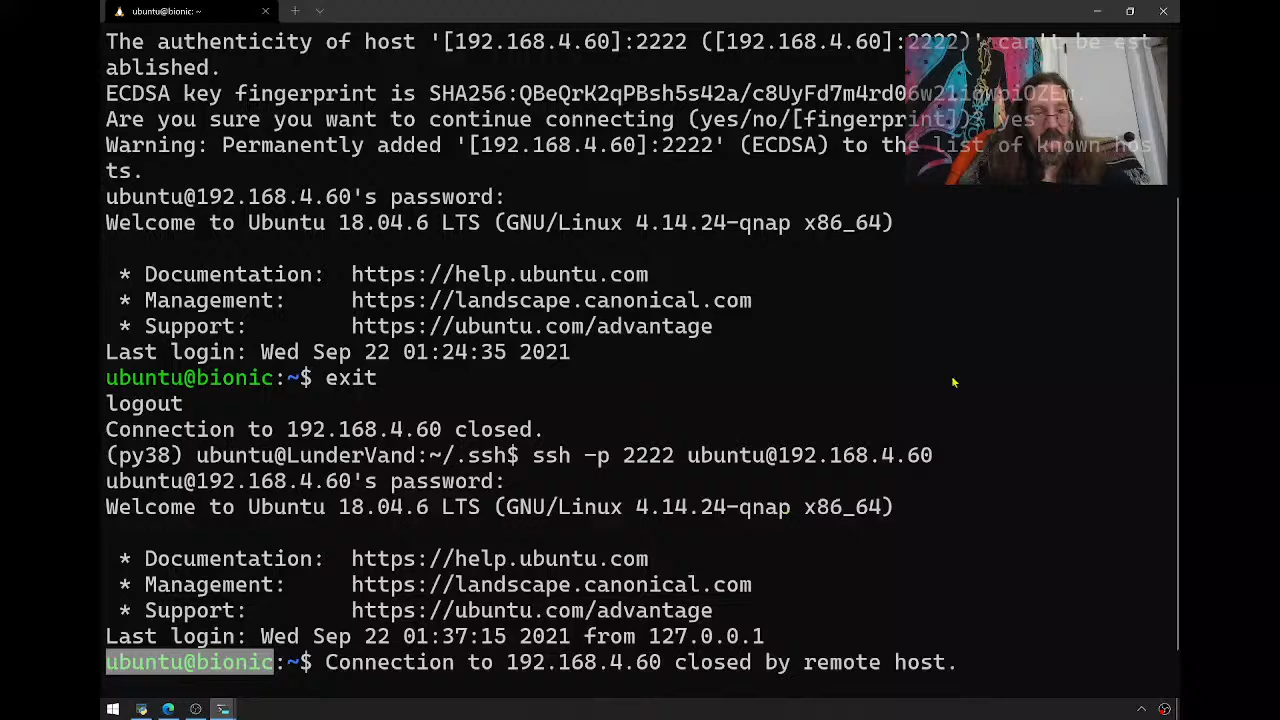 ubuntu@bionic: ~
The authenticity of host '[192.168.4.60]:2222 ([192.168.4.60]:2222)' can't be est
ablished.
ECDSA key fingerprint is SHA256:QBeQrK2qPBsh5s42a/c8UyFd7m4rd0
Are you sure you want to continue connecting (yes/no/[fingerprint])? yes
Warning: Permanently added '[192.168.4.60]:2222' (ECDSA) to the list of known hos
ts.
ubuntu@192.168.4.60's password:
Welcome to Ubuntu 18.04.6 LTS (GNU/Linux 4.14.24-qnap x86_64)
* Documentation: https://help.ubuntu.com
* Management: https://landscape.canonical.com
* Support: https://ubuntu.com/advantage
Last login: Wed Sep 22 01:24:35 2021
ubuntu@bionic:~$ exit
logout
Connection to 192.168.4.60 closed.
(py38) ubuntu@LunderVand:~/.ssh$ ssh -p 2222 ubuntu@192.168.4.60
ubuntu@192.168.4.60's password:
Welcome to Ubuntu 18.04.6 LTS (GNU/Linux 4.14.24-qnap x86_64)
* Documentation: https://help.ubuntu.com
* Management: https://landscape.canonical.com
* Support: https://ubuntu.com/advantage
Last login: Wed Sep 22 01:37:15 2021 from 127.0.0.1
ubuntu@bionic:~$ Connection to 192.168.4.60 closed by remote host.